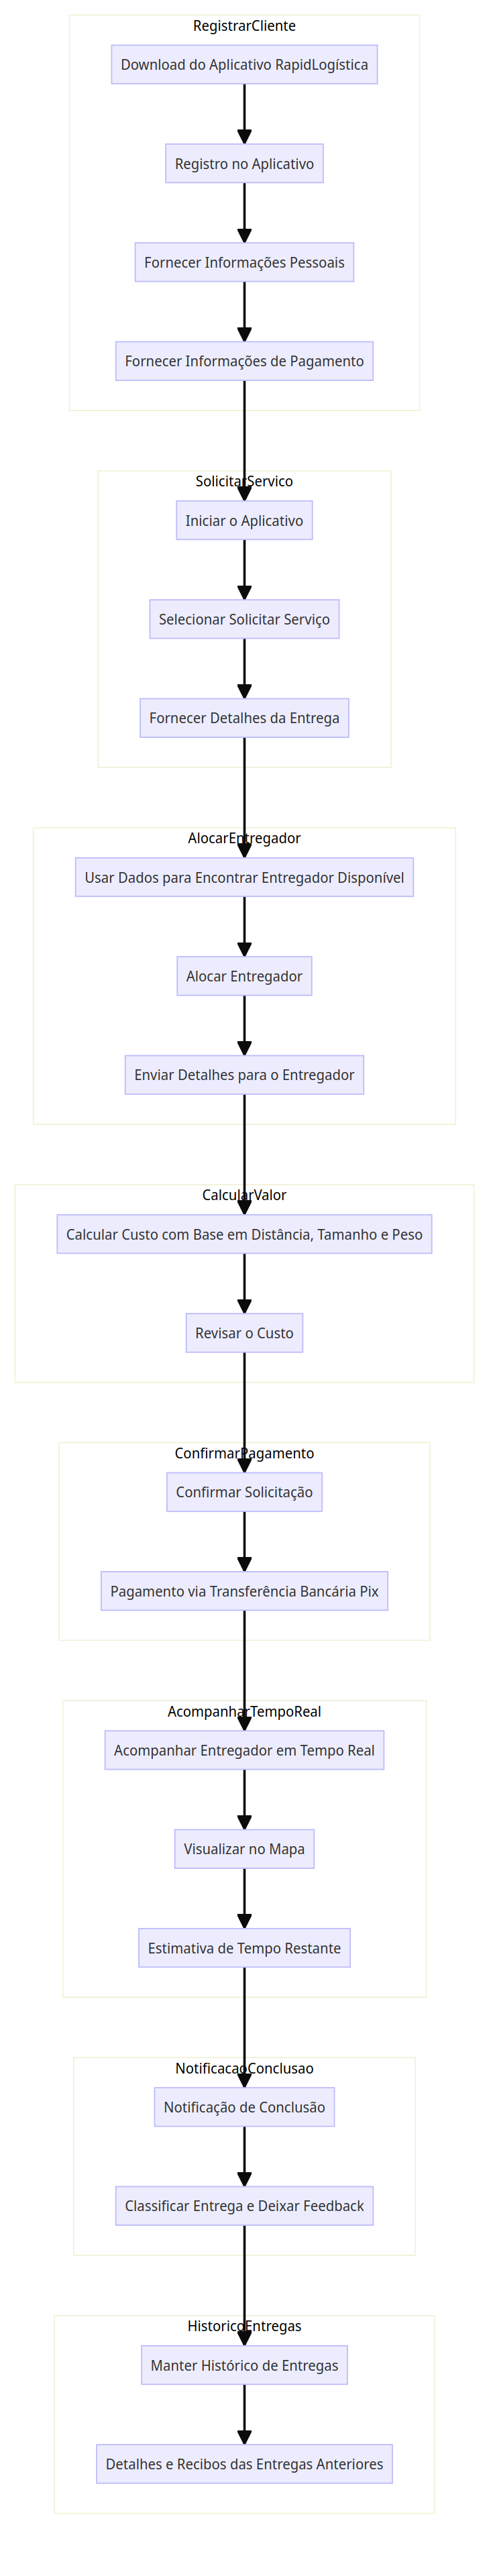 RegistrarCliente
Download do Aplicativo RapidLogística
Registro no Aplicativo
Fornecer Informações Pessoais
Fornecer Informações de Pagamento
SolicitarServico
Iniciar o Aplicativo
Selecionar Solicitar Serviço
Fornecer Detalhes da Entrega
AlocarEntregador
Usar Dados para Encontrar Entregador Disponível
Alocar Entregador
Enviar Detalhes para o Entregador
CalcularValor
Calcular Custo com Base em Distância, Tamanho e Peso
Revisar o Custo
ConfirmarPagamento
Confirmar Solicitação
Pagamento via Transferência Bancária Pix
AcompanharTempoReal
Acompanhar Entregador em Tempo Real
Visualizar no Mapa
Estimativa de Tempo Restante
NotificacaoConclusao
Notificação de Conclusão
Classificar Entrega e Deixar Feedback
HistoricoEntregas
Manter Histórico de Entregas
Detalhes e Recibos das Entregas Anteriores